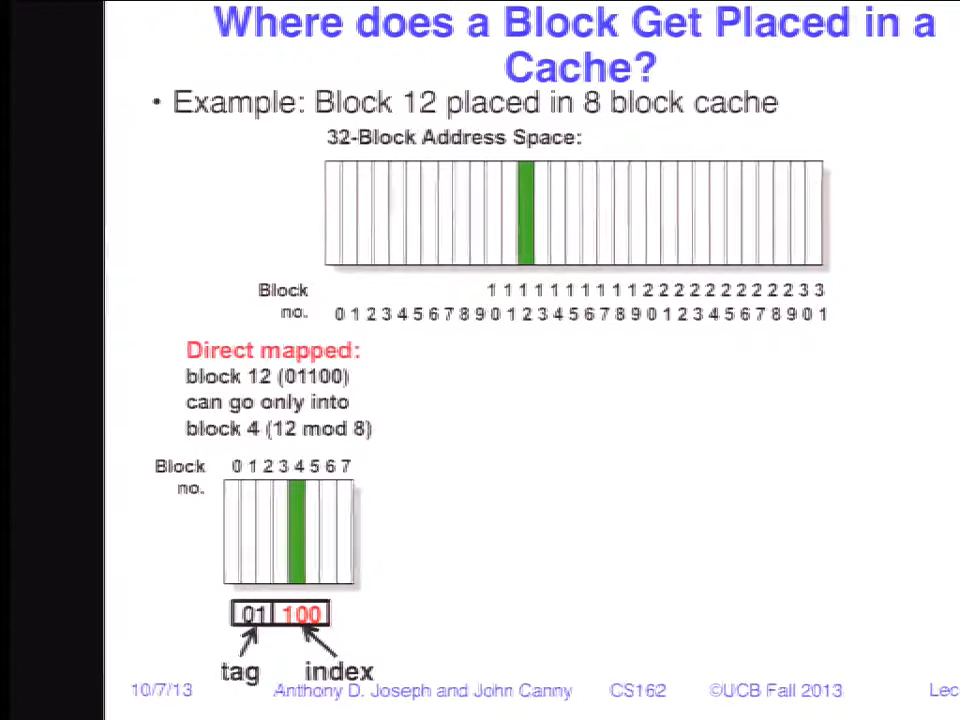 Where does a Block Get Placed in a
Cache?
• Example: Block 12 placed in 8 block cache
32-Block Address Space:
Block 1 1 1 1 1 1 1 1 1 1 2 2 2 2 2 2 2 2 2 2 3 3
no. 0 1 2 3 4 5 6 7 8 9 0 1 2 3 4 5 6 7 8 9 0 1 2 3 4 5 6 7 8 9 0 1
Direct mapped:
block 12 (01100)
can go only into
block 4 (12 mod 8)
Block 0 1 2 3 4 5 6 7
no.
01 100
tag index
10/7/13 Anthony D. Joseph and John Canny CS162 ©UCB Fall 2013 Lec